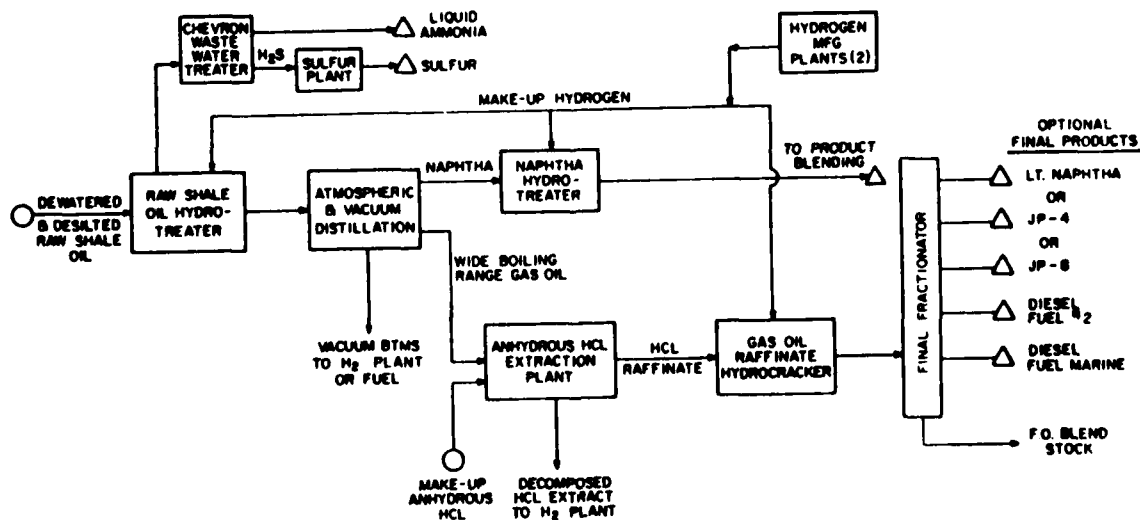 CHEVRON
WASTE
WATER
TREATER
LIQUID
AMMONIA
H2S
SULFUR
PLANT
SULFUR
HYDROGEN
MFG
PLANTS (2)
MAKE-UP HYDROGEN
OPTIONAL
FINAL PRODUCTS
TO PRODUCT
BLENDING
DEWATERED
& DESILTED
RAW SHALE
OIL
RAW SHALE
OIL HYDRO-
TREATER
ATMOSPHERIC
& VACUUM
DISTILLATION
NAPHTHA
NAPHTHA
HYDRO-
TREATER
LT. NAPHTHA
OR
JP-4
OR
JP-8
DIESEL
FUEL #2
DIESEL
FUEL MARINE
FINAL FRACTIONATOR
WIDE BOILING
RANGE GAS OIL
VACUUM BTMS
TO H2 PLANT
OR FUEL
ANHYDROUS HCL
EXTRACTION
PLANT
HCL
RAFFINATE
GAS OIL
RAFFINATE
HYDROCRACKER
F.O. BLEND
STOCK
MAKE-UP
ANHYDROUS
HCL
DECOMPOSED
HCL EXTRACT
TO H2 PLANT